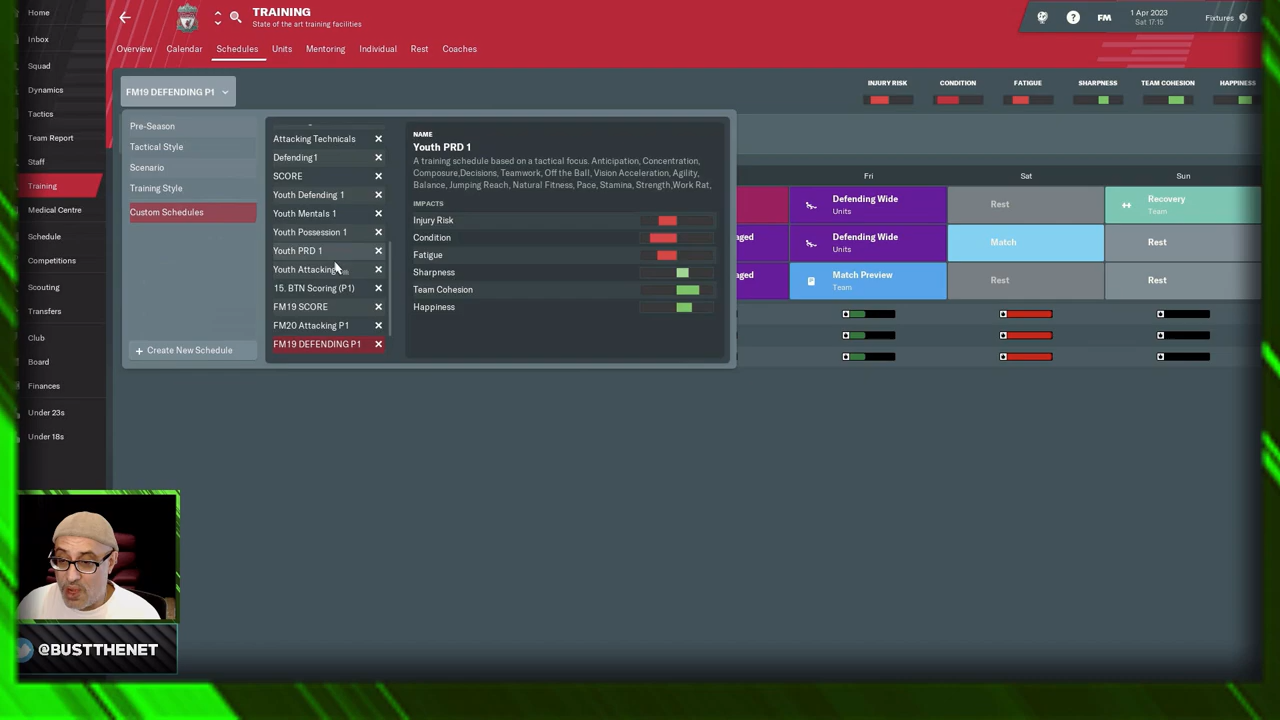 Home
Inbox
Squad
Dynamics
Tactics
Team Report
Staff
Training
Medical Centre
Schedule
Competitions
Scouting
Transfers
Club
Board
Finances
Under 23s
Under 18s
TRAINING
State of the art training facilities
FM
1 Apr 2023
Sat 17:15
Fixtures
Overview
Calendar
Schedules
Units
Mentoring
Individual
Rest
Coaches
FM19 DEFENDING P1
INJURY RISK
CONDITION
FATIGUE
SHARPNESS
TEAM COHESION
HAPPINESS
Pre-Season
Tactical Style
Scenario
Training Style
Custom Schedules
Create New Schedule
Attacking Technicals
Defending1
SCORE
Youth Defending 1
Youth Mentals 1
Youth Possession 1
Youth PRD 1
Youth Attacking
15. BTN Scoring (P1)
FM19 SCORE
FM20 Attacking P1
FM19 DEFENDING P1
NAME
Youth PRD 1
A training schedule based on a tactical focus. Anticipation, Concentration,
Composure,Decisions, Teamwork, Off the Ball, Vision Acceleration, Agility,
Balance, Jumping Reach, Natural Fitness, Pace, Stamina, Strength,Work Rat,
IMPACTS
Injury Risk
Condition
Fatigue
Sharpness
Team Cohesion
Happiness
Fri
Sat
Sun
Defending Wide
Units
Rest
Recovery
Team
Defending Wide
Units
Match
Rest
aged
Match Preview
Team
Rest
Rest
@BUSTTHENET